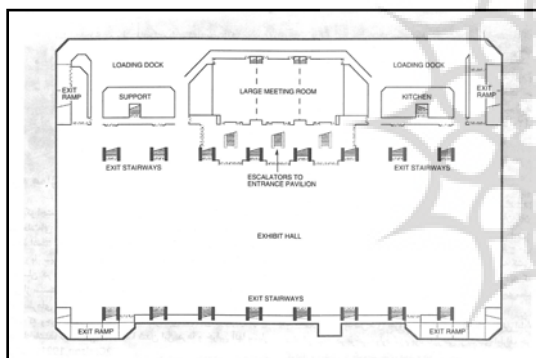 LOADING DOCK
LOADING DOCK
EXIT
RAMP
SUPPORT
LARGE MEETING ROOM
KITCHEN
EXIT
RAMP
EXIT STAIRWAYS
ESCALATORS TO
ENTRANCE PAVILION
EXIT STAIRWAYS
EXHIBIT HALL
EXIT STAIRWAYS
EXIT RAMP
EXIT RAMP